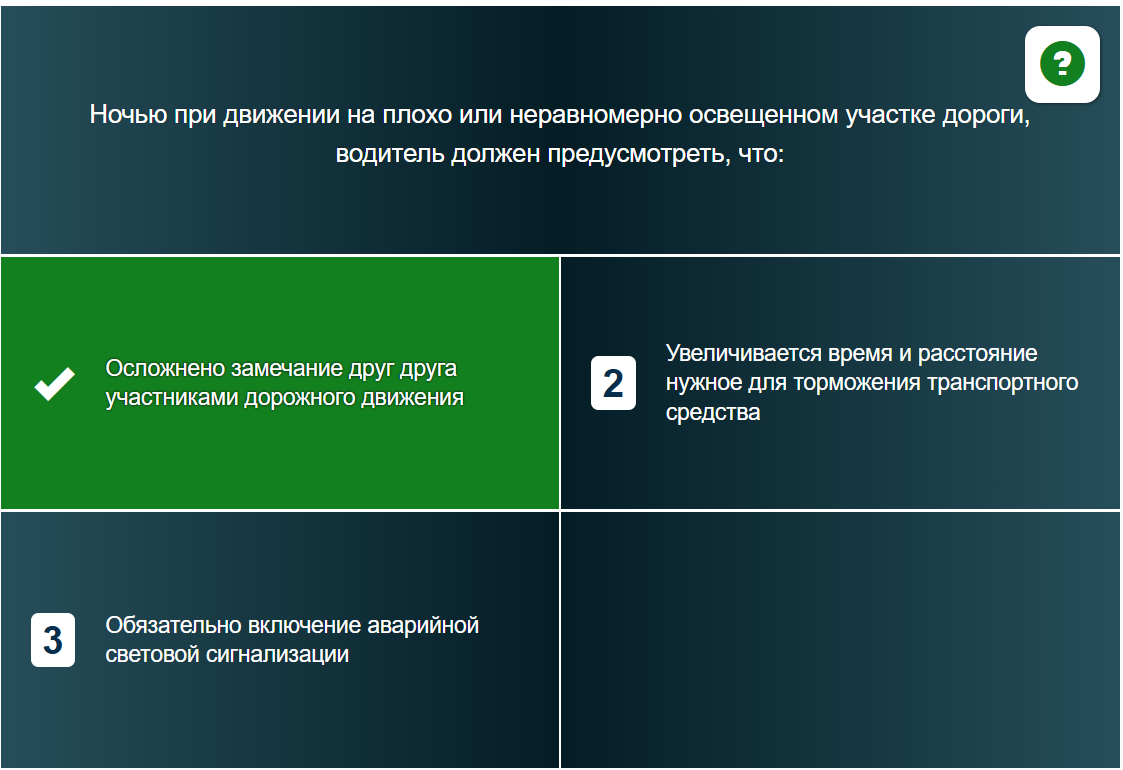 ?
Ночью при движении на плохо или неравномерно освещенном участке дороги,
водитель должен предусмотреть, что:
Осложнено замечание друг друга
участниками дорожного движения
2
Увеличивается время и расстояние
нужное для торможения транспортного
средства
3
Обязательно включение аварийной
световой сигнализации